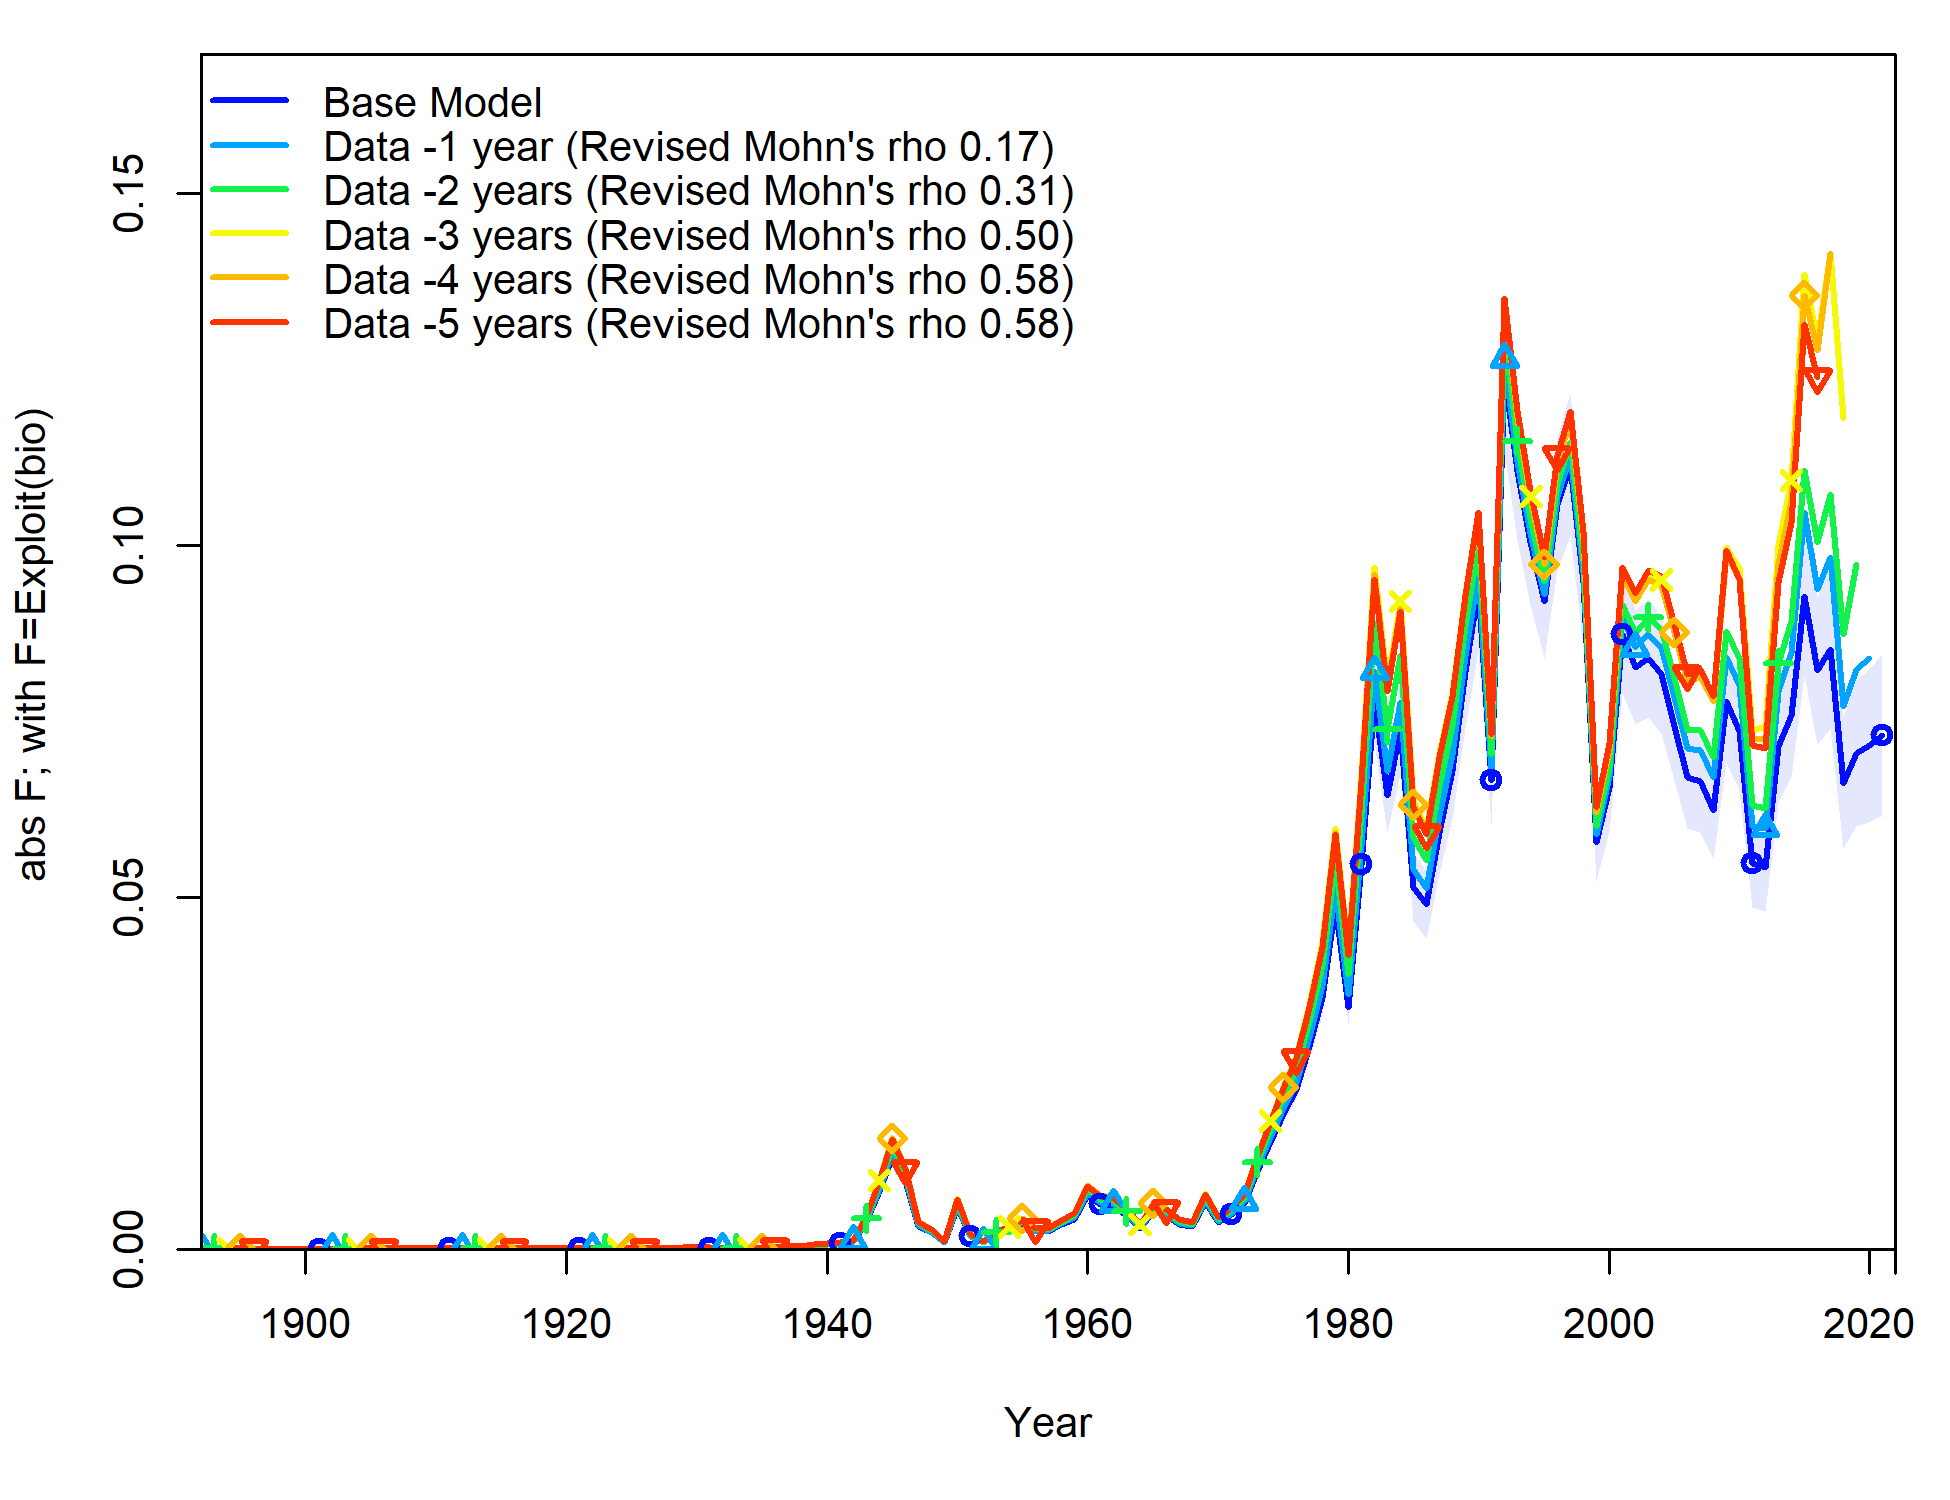 Base Model
Data -1 year (Revised Mohn's rho 0.17)
Data -2 years (Revised Mohn's rho 0.31)
Data -3 years (Revised Mohn's rho 0.50)
Data -4 years (Revised Mohn's rho 0.58)
Data -5 years (Revised Mohn's rho 0.58)
abs F; with F=Exploit(bio)
0.15
0.10
0.05
0.00
1900 1920 1940 1960 1980 2000 2020
Year